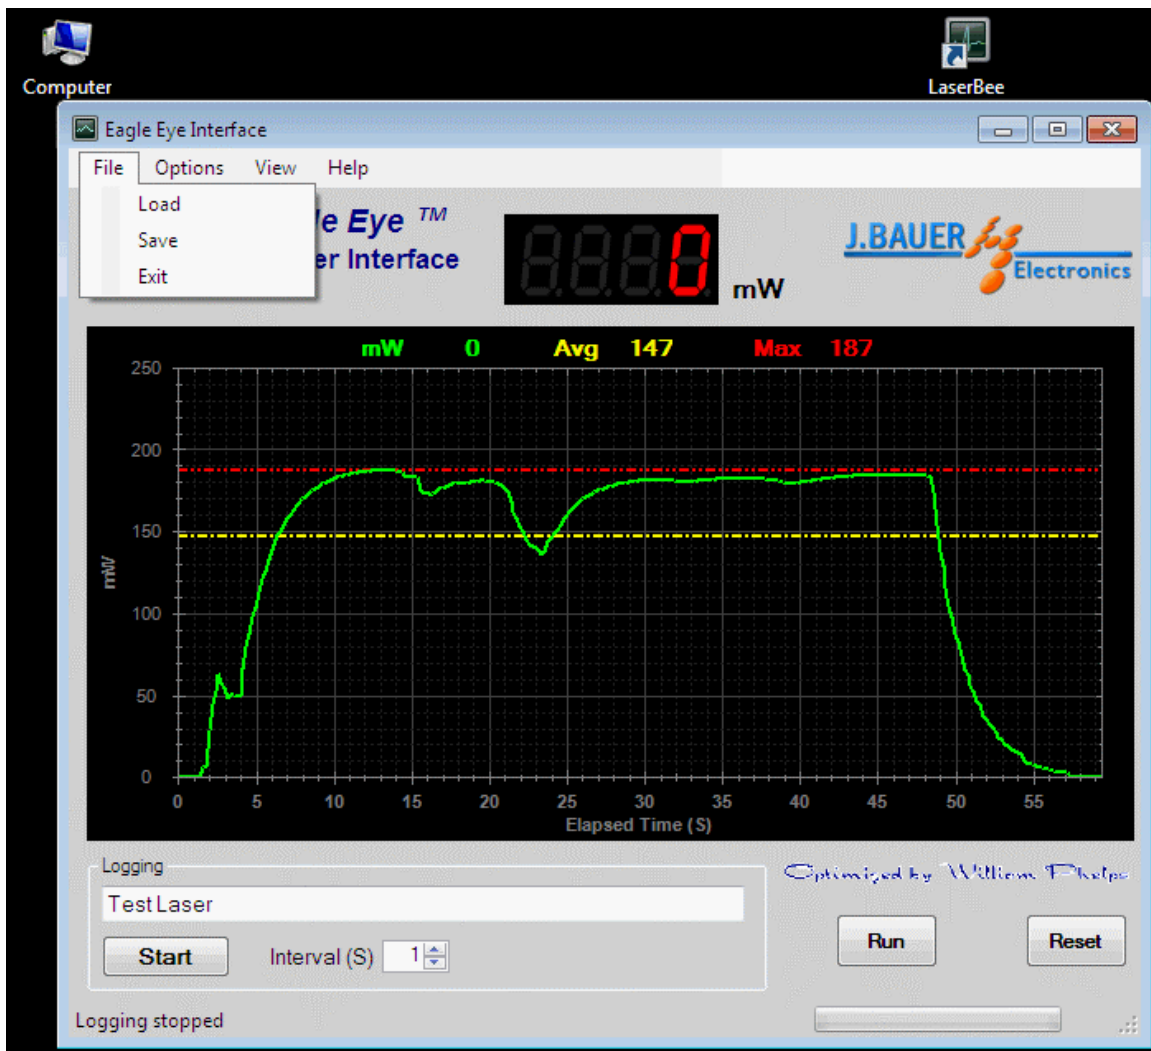 Computer
LaserBee
Eagle Eye Interface
File Options View Help
Load
Save
Exit
le Eye TM
er Interface
0
mW
J.BAUER
Electronics
mW 0 Avg 147 Max 187
250
200
150
100
50
0
mW
0 5 10 15 20 25 30 35 40 45 50 55
Elapsed Time (S)
Logging
Test Laser
Start
Interval (S) 1
Optimized by William Phelps
Run
Reset
Logging stopped